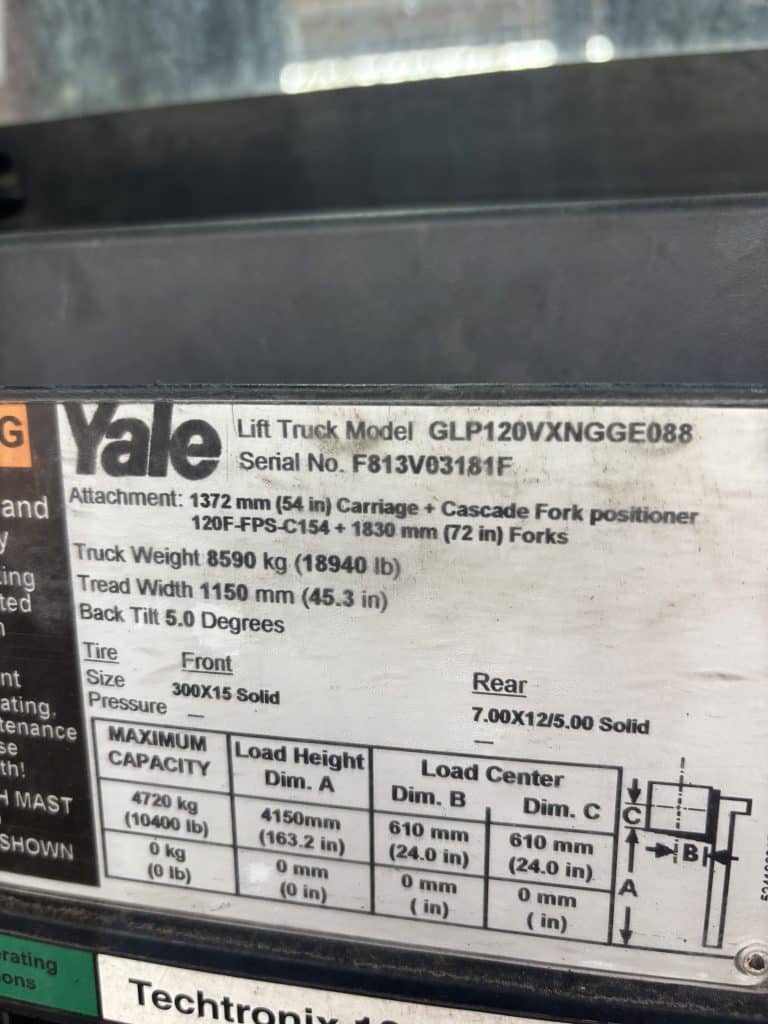 G
and
y
ting
ted
n
nt
ating,
tenance
se
th!
H MAST
SHOWN
Yale
Lift Truck Model GLP120VXNGGE088
Serial No. F813V03181F
Attachment: 1372 mm (54 in) Carriage + Cascade Fork positioner
120F-FPS-C154 + 1830 mm (72 in) Forks
Truck Weight 8590 kg (18940 lb)
Tread Width 1150 mm (45.3 in)
Back Tilt 5.0 Degrees
Tire Front Rear
Size 300X15 Solid 7.00X12/5.00 Solid
Pressure — —
MAXIMUM CAPACITY Load Height Dim. A Load Center Dim. B Dim. C
4720 kg 4150mm 610 mm 610 mm
(10400 lb) (163.2 in) (24.0 in) (24.0 in)
0 kg 0 mm 0 mm 0 mm
(0 lb) (0 in) ( in) ( in)
C
B
A
erating
ons
Techtronix